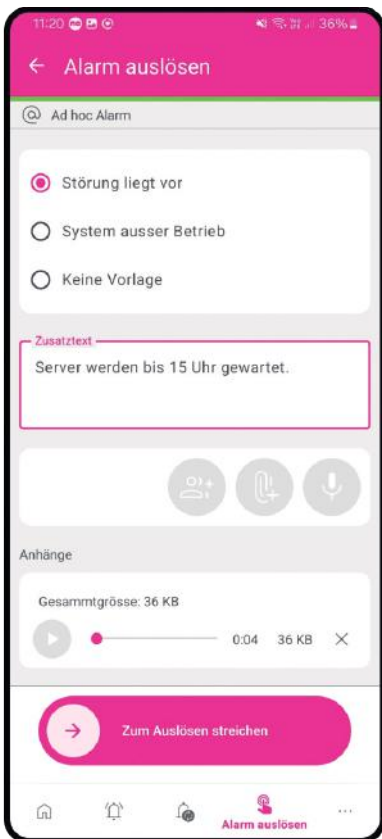 11:20 36%
Alarm auslösen
@ Ad hoc Alarm
Störung liegt vor
System ausser Betrieb
Keine Vorlage
Zusatztext
Server werden bis 15 Uhr gewartet.
Anhänge
Gesammtgrösse: 36 KB
0:04 36 KB
Zum Auslösen streichen
Alarm auslösen